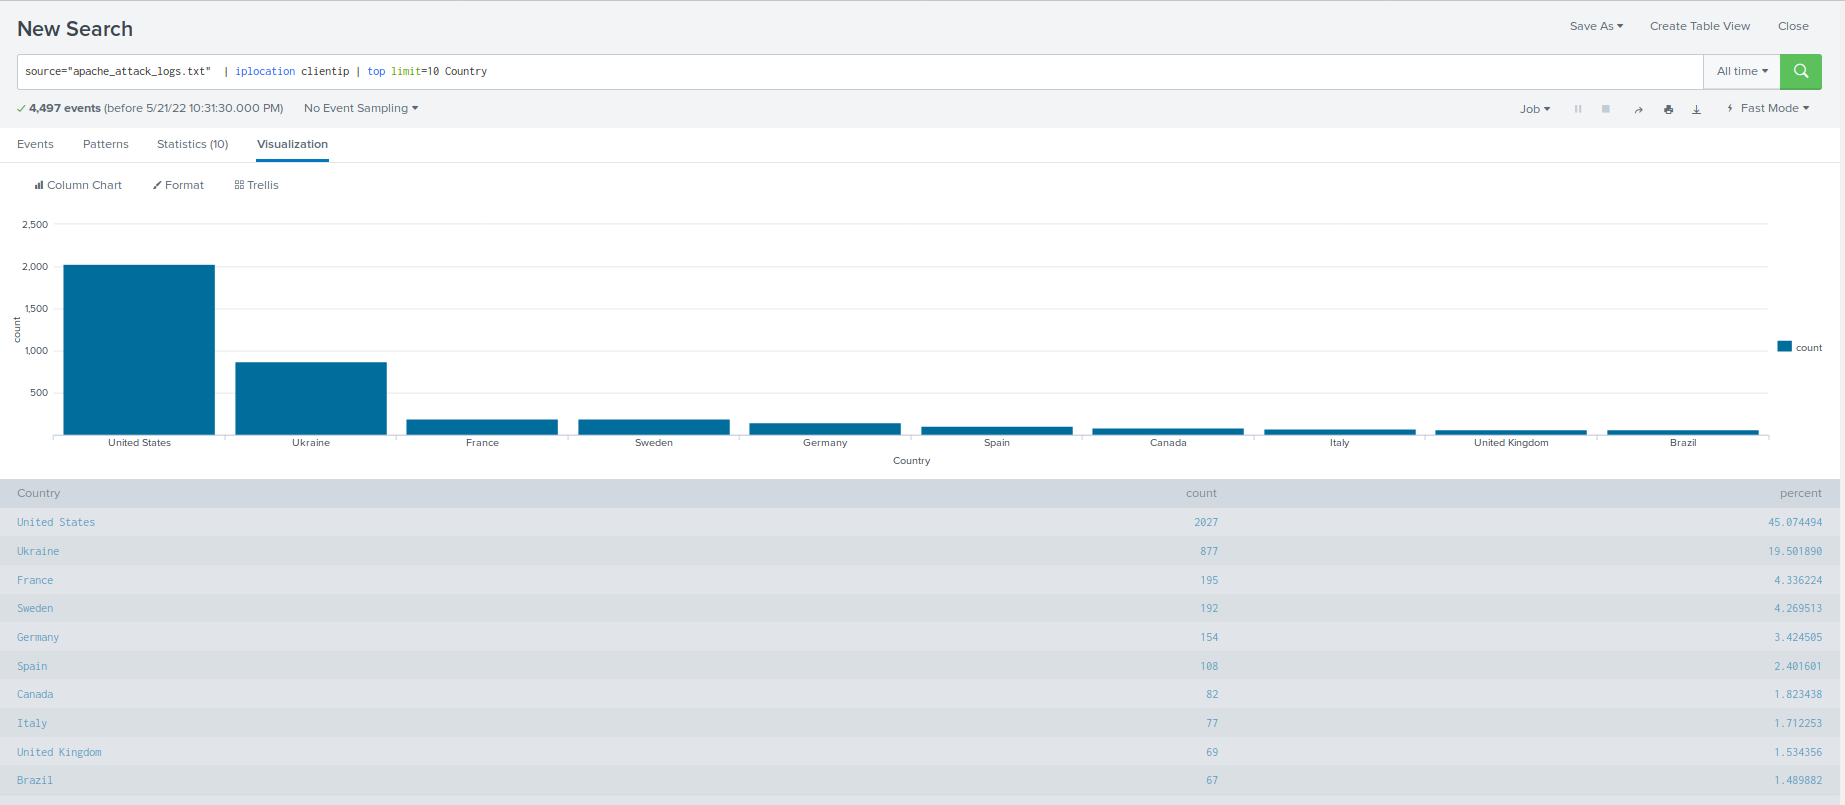 New Search
Save As Create Table View Close
source="apache_attack_logs.txt" | iplocation clientip | top limit=10 Country
All time
4,497 events (before 5/21/22 10:31:30.000 PM) No Event Sampling
Job Fast Mode
Events Patterns Statistics (10) Visualization
Column Chart Format Trellis
2,500
2,000
1,500
1,000
500
count
count
United States Ukraine France Sweden Germany Spain Canada Italy United Kingdom Brazil
Country
Country count percent
United States 2027 45.074494
Ukraine 877 19.501890
France 195 4.336224
Sweden 192 4.269513
Germany 154 3.424505
Spain 108 2.401601
Canada 82 1.823438
Italy 77 1.712253
United Kingdom 69 1.534356
Brazil 67 1.489882